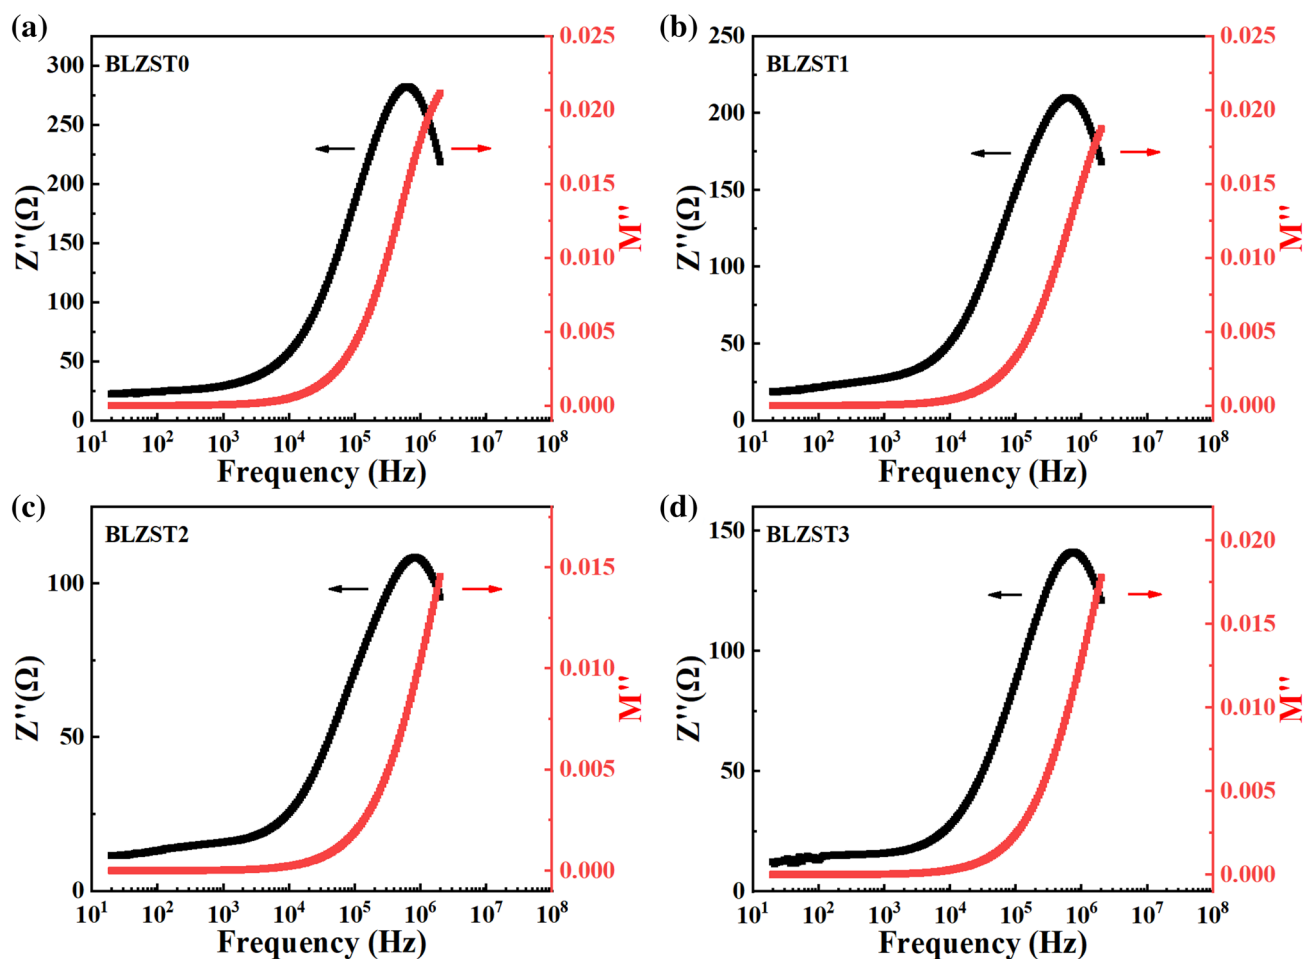 (a)
BLZST0
Z''(Ω)
300
250
200
150
100
50
0
10¹ 10² 10³ 10⁴ 10⁵ 10⁶ 10⁷ 10⁸
Frequency (Hz)
0.025
0.020
0.015
0.010
0.005
0.000
M''
(b)
BLZST1
Z''(Ω)
250
200
150
100
50
0
10¹ 10² 10³ 10⁴ 10⁵ 10⁶ 10⁷ 10⁸
Frequency (Hz)
0.025
0.020
0.015
0.010
0.005
0.000
M''
(c)
BLZST2
Z''(Ω)
100
50
0
10¹ 10² 10³ 10⁴ 10⁵ 10⁶ 10⁷ 10⁸
Frequency (Hz)
0.015
0.010
0.005
0.000
M''
(d)
BLZST3
Z''(Ω)
150
100
50
0
10¹ 10² 10³ 10⁴ 10⁵ 10⁶ 10⁷ 10⁸
Frequency (Hz)
0.020
0.015
0.010
0.005
0.000
M''